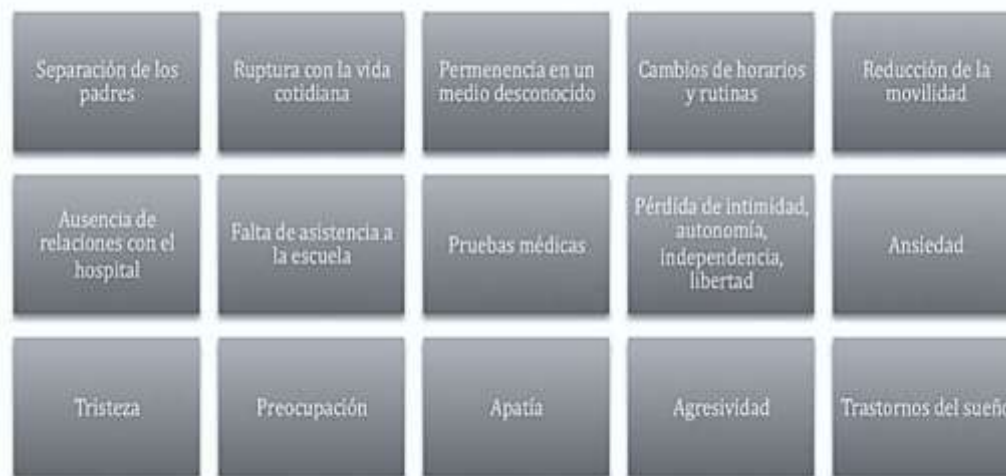 Separación de los
padres
Ruptura con la vida
cotidiana
Permenencia en un
medio desconocido
Cambios de horarios
y rutinas
Reducción de la
movilidad
Ausencia de
relaciones con el
hospital
Falta de asistencia a
la escuela
Pruebas médicas
Pérdida de intimidad,
autonomía,
independencia,
libertad
Ansiedad
Tristeza
Preocupación
Apatía
Agresividad
Trastornos del sueño